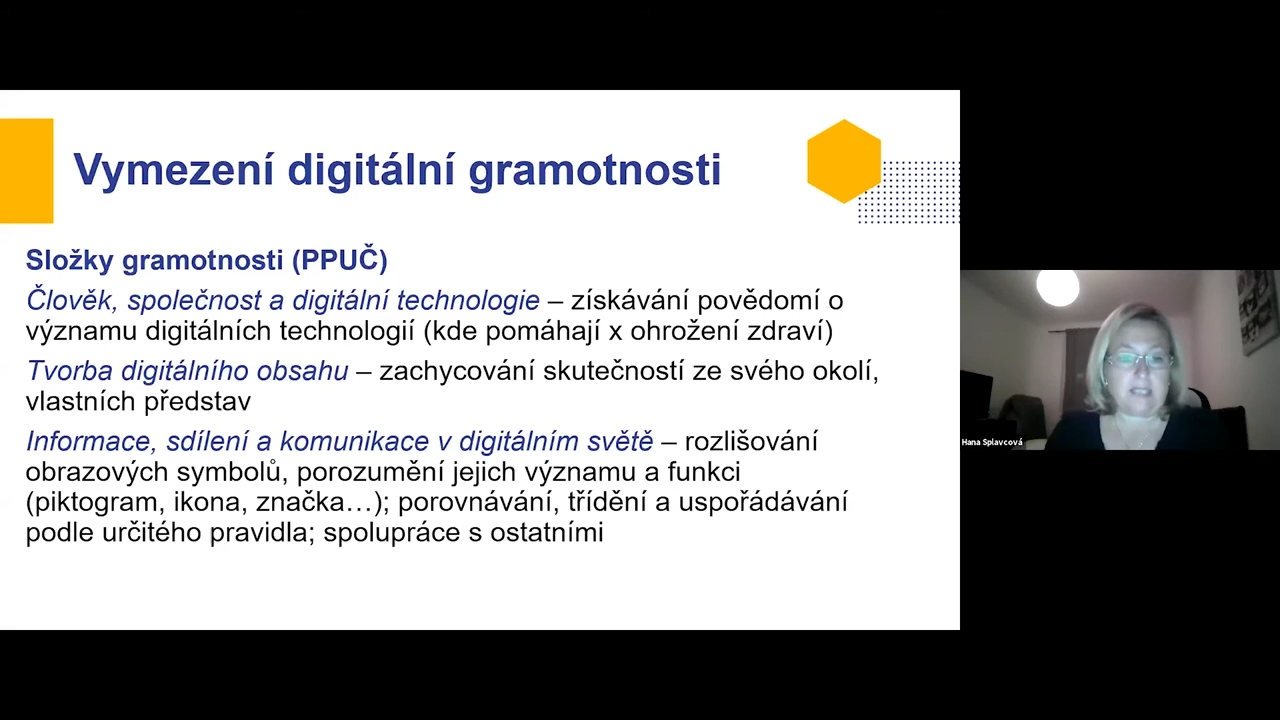 Vymezení digitální gramotnosti
Složky gramotnosti (PPUČ)
Člověk, společnost a digitální technologie – získávání povědomí o
významu digitálních technologií (kde pomáhají x ohrožení zdraví)
Tvorba digitálního obsahu – zachycování skutečností ze svého okolí,
vlastních představ
Informace, sdílení a komunikace v digitálním světě – rozlišování
obrazových symbolů, porozumění jejich významu a funkci
(piktogram, ikona, značka…); porovnávání, třídění a uspořádávání
podle určitého pravidla; spolupráce s ostatními
Hana Splavcová